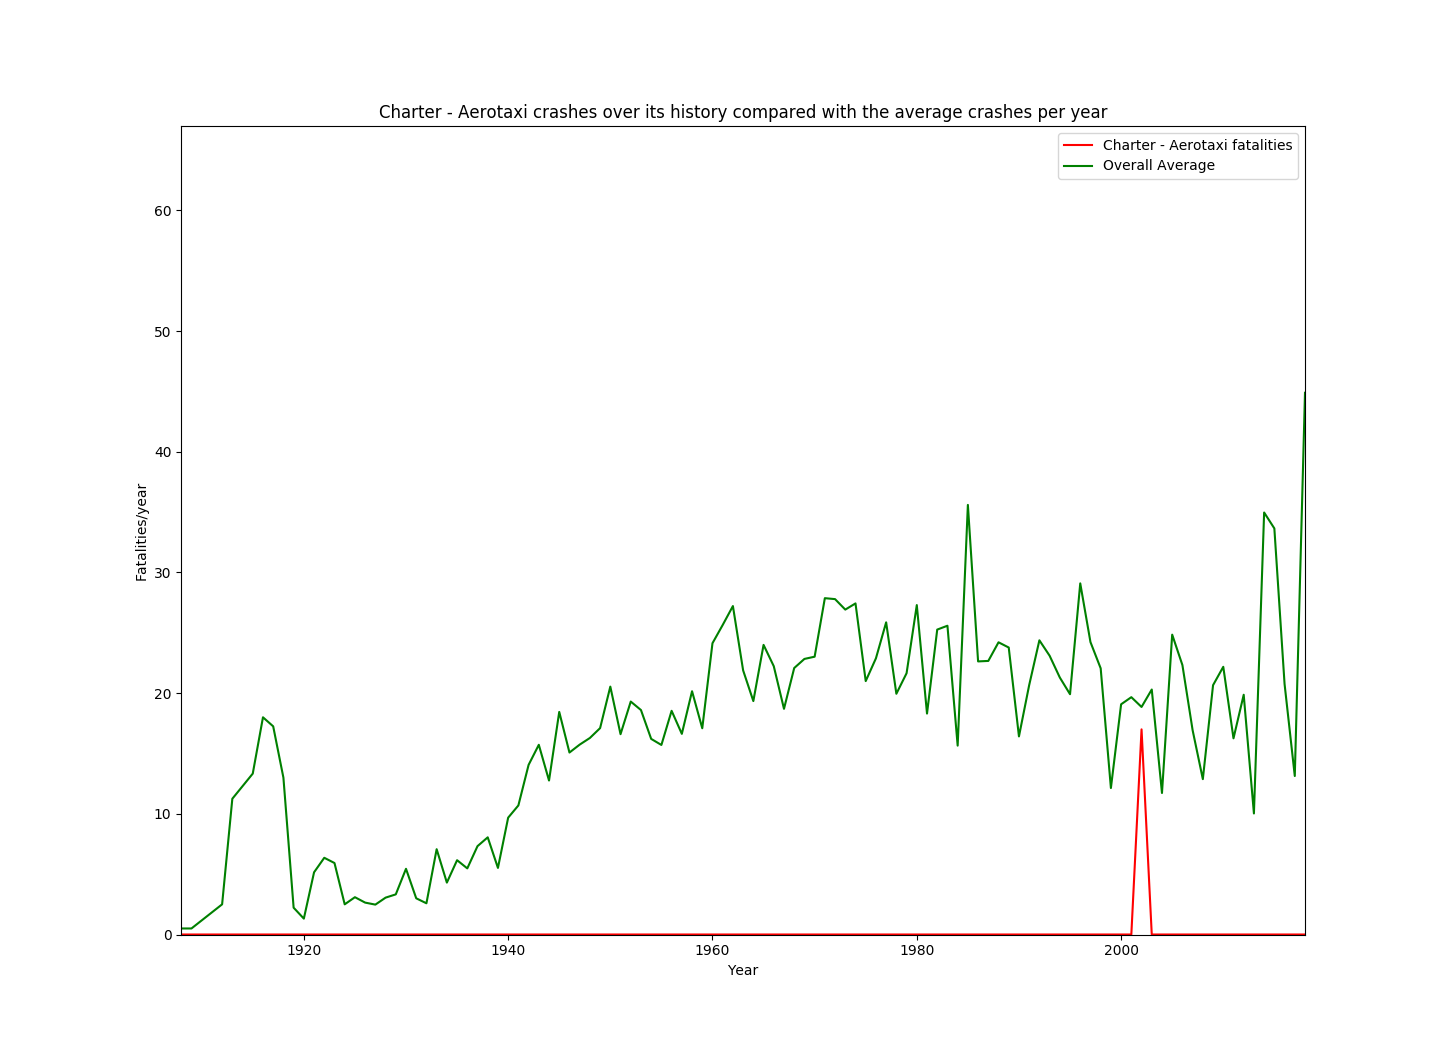 Charter - Aerotaxi crashes over its history compared with the average crashes per year
Charter - Aerotaxi fatalities
Overall Average
60
50
40
30
20
10
0
Fatalities/year
1920 1940 1960 1980 2000
Year